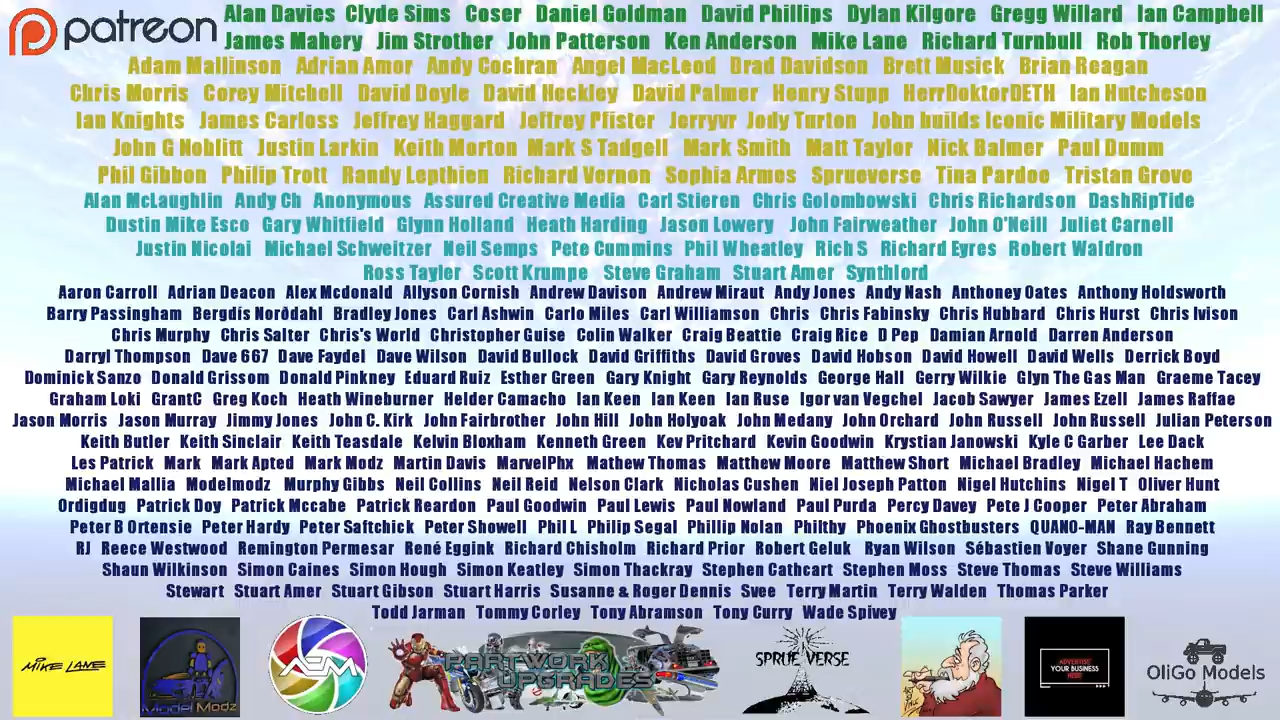 patreon
Alan Davies Clyde Sims Coser Daniel Goldman David Phillips Dylan Kilgore Gregg Willard Ian Campbell
James Mahery Jim Strother John Patterson Ken Anderson Mike Lane Richard Turnbull Rob Thorley
Adam Mallinson Adrian Amor Andy Cochran Angel MacLeod Brad Davidson Brett Musick Brian Reagan
Chris Morris Corey Mitchell David Doyle David Heckley David Palmer Henry Stupp HerrDoktorDETH Ian Hutcheson
Ian Knights James Carloss Jeffrey Haggard Jeffrey Pfister Jerryvr Jody Turton John builds Iconic Military Models
John G Nohlitt Justin Larkin Keith Morton Mark S Tadgell Mark Smith Matt Taylor Nick Balmer Paul Dumm
Phil Gibbon Philip Trott Randy Lepthien Richard Vernon Sophia Armes Sprueverse Tina Pardoe Tristan Grove
Alan McLaughlin Andy Ch Anonymous Assured Creative Media Carl Stieren Chris Golombowski Chris Richardson DashRipTide
Dustin Mike Esco Gary Whitfield Glynn Holland Heath Harding Jason Lowery John Fairweather John O'Neill Juliet Carnell
Justin Nicolai Michael Schweitzer Neil Semps Pete Cummins Phil Wheatley Rich S Richard Eyres Robert Waldron
Ross Tayler Scott Krumpe Steve Graham Stuart Amer Synthlord
Aaron Carroll Adrian Deacon Alex Mcdonald Allyson Cornish Andrew Davison Andrew Miraut Andy Jones Andy Nash Anthoney Oates Anthony Holdsworth
Barry Passingham Bergdís Norðdahl Bradley Jones Carl Ashwin Carlo Miles Carl Williamson Chris Chris Fabinsky Chris Hubbard Chris Hurst Chris Ivison
Chris Murphy Chris Salter Chris's World Christopher Guise Colin Walker Craig Beattie Craig Rice D Pep Damian Arnold Darren Anderson
Darryl Thompson Dave 667 Dave Faydel Dave Wilson David Bullock David Griffiths David Groves David Hobson David Howell David Wells Derrick Boyd
Dominick Sanzo Donald Grissom Donald Pinkney Eduard Ruiz Esther Green Gary Knight Gary Reynolds George Hall Gerry Wilkie Glyn The Gas Man Graeme Tacey
Graham Loki GrantC Greg Koch Heath Wineburner Helder Camacho Ian Keen Ian Keen Ian Ruse Igor van Vegchel Jacob Sawyer James Ezell James Raffae
Jason Morris Jason Murray Jimmy Jones John C. Kirk John Fairbrother John Hill John Holyoak John Medany John Orchard John Russell John Russell Julian Peterson
Keith Butler Keith Sinclair Keith Teasdale Kelvin Bloxham Kenneth Green Kev Pritchard Kevin Goodwin Krystian Janowski Kyle C Garber Lee Dack
Les Patrick Mark Mark Apted Mark Modz Martin Davis MarvelPhx Mathew Thomas Matthew Moore Matthew Short Michael Bradley Michael Hachem
Michael Mallia Modelmodz Murphy Gibbs Neil Collins Neil Reid Nelson Clark Nicholas Cushen Niel Joseph Patton Nigel Hutchins Nigel T Oliver Hunt
Ordigdug Patrick Doy Patrick Mccabe Patrick Reardon Paul Goodwin Paul Lewis Paul Nowland Paul Purda Percy Davey Pete J Cooper Peter Abraham
Peter B Ortensie Peter Hardy Peter Saftchick Peter Showell Phil L Philip Segal Phillip Nolan Philthy Phoenix Ghostbusters QUANO-MAN Ray Bennett
RJ Reece Westwood Remington Permesar René Eggink Richard Chisholm Richard Prior Robert Geluk Ryan Wilson Sébastien Voyer Shane Gunning
Shaun Wilkinson Simon Caines Simon Hough Simon Keatley Simon Thackray Stephen Cathcart Stephen Moss Steve Thomas Steve Williams
Stewart Stuart Amer Stuart Gibson Stuart Harris Susanne & Roger Dennis Svee Terry Martin Terry Walden Thomas Parker
Todd Jarman Tommy Corley Tony Abramson Tony Curry Wade Spivey
MIKE LANE
Model Modz
ACM
PARTWORK
UPGRADES
SPRUE VERSE
ADVERTISE
YOUR BUSINESS
HERE!
OliGo Models